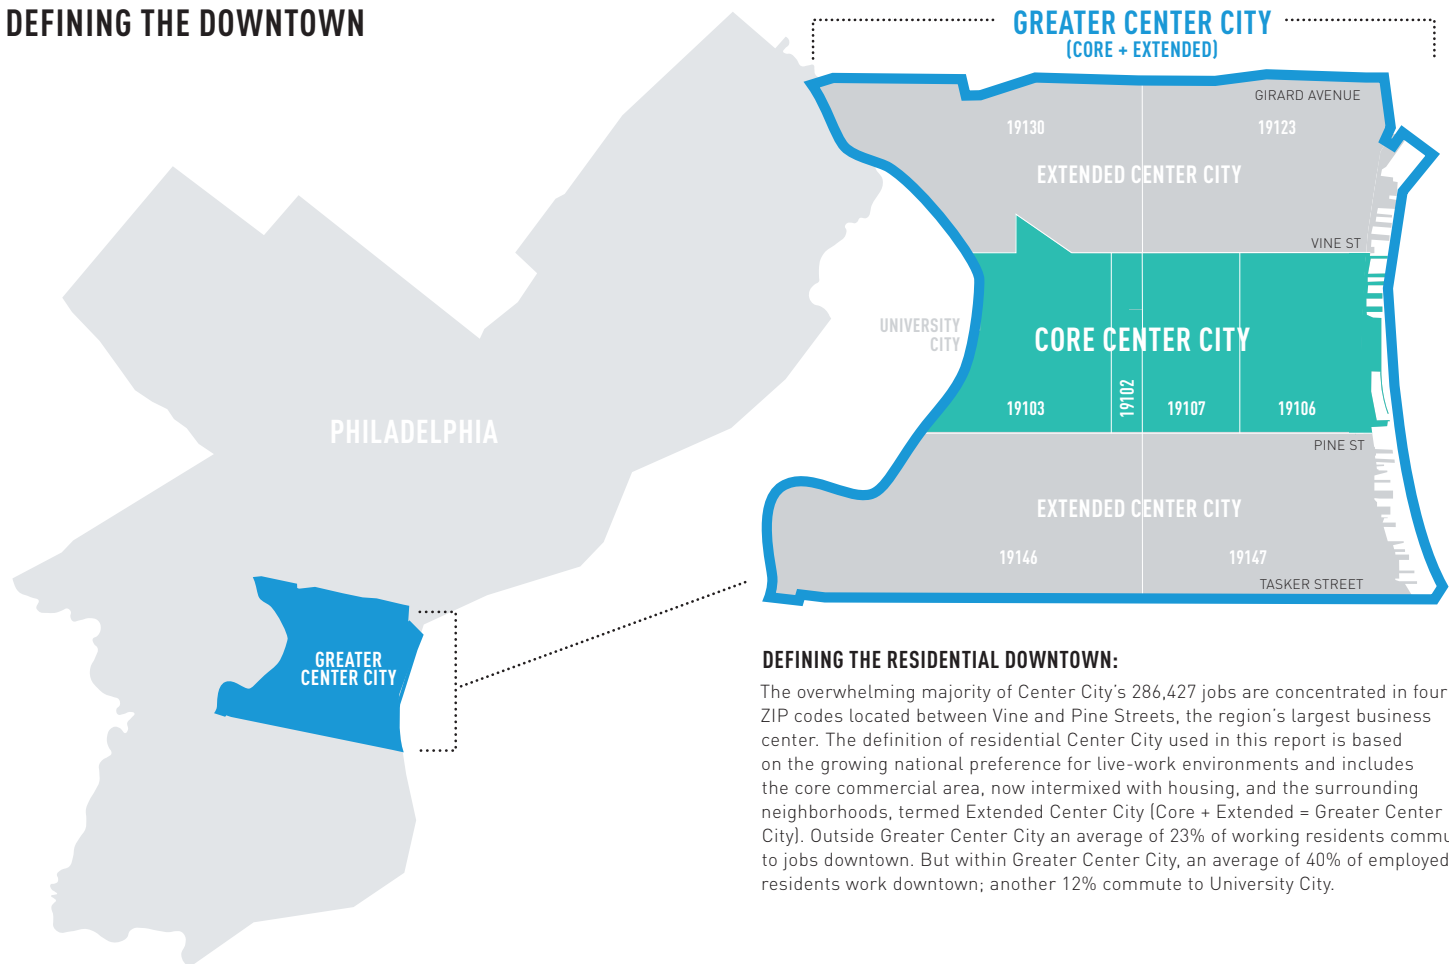 DEFINING THE DOWNTOWN
GREATER CENTER CITY
(CORE + EXTENDED)
GIRARD AVENUE
19130
19123
EXTENDED CENTER CITY
VINE ST
UNIVERSITY
CITY
CORE CENTER CITY
19103
19102
19107
19106
PINE ST
EXTENDED CENTER CITY
19146
19147
TASKER STREET
PHILADELPHIA
GREATER
CENTER CITY
DEFINING THE RESIDENTIAL DOWNTOWN:
The overwhelming majority of Center City's 286,427 jobs are concentrated in four
ZIP codes located between Vine and Pine Streets, the region's largest business
center. The definition of residential Center City used in this report is based
on the growing national preference for live-work environments and includes
the core commercial area, now intermixed with housing, and the surrounding
neighborhoods, termed Extended Center City (Core + Extended = Greater Center
City). Outside Greater Center City an average of 23% of working residents
to jobs downtown. But within Greater Center City, an average of 40% of employed
residents work downtown; another 12% commute to University City.